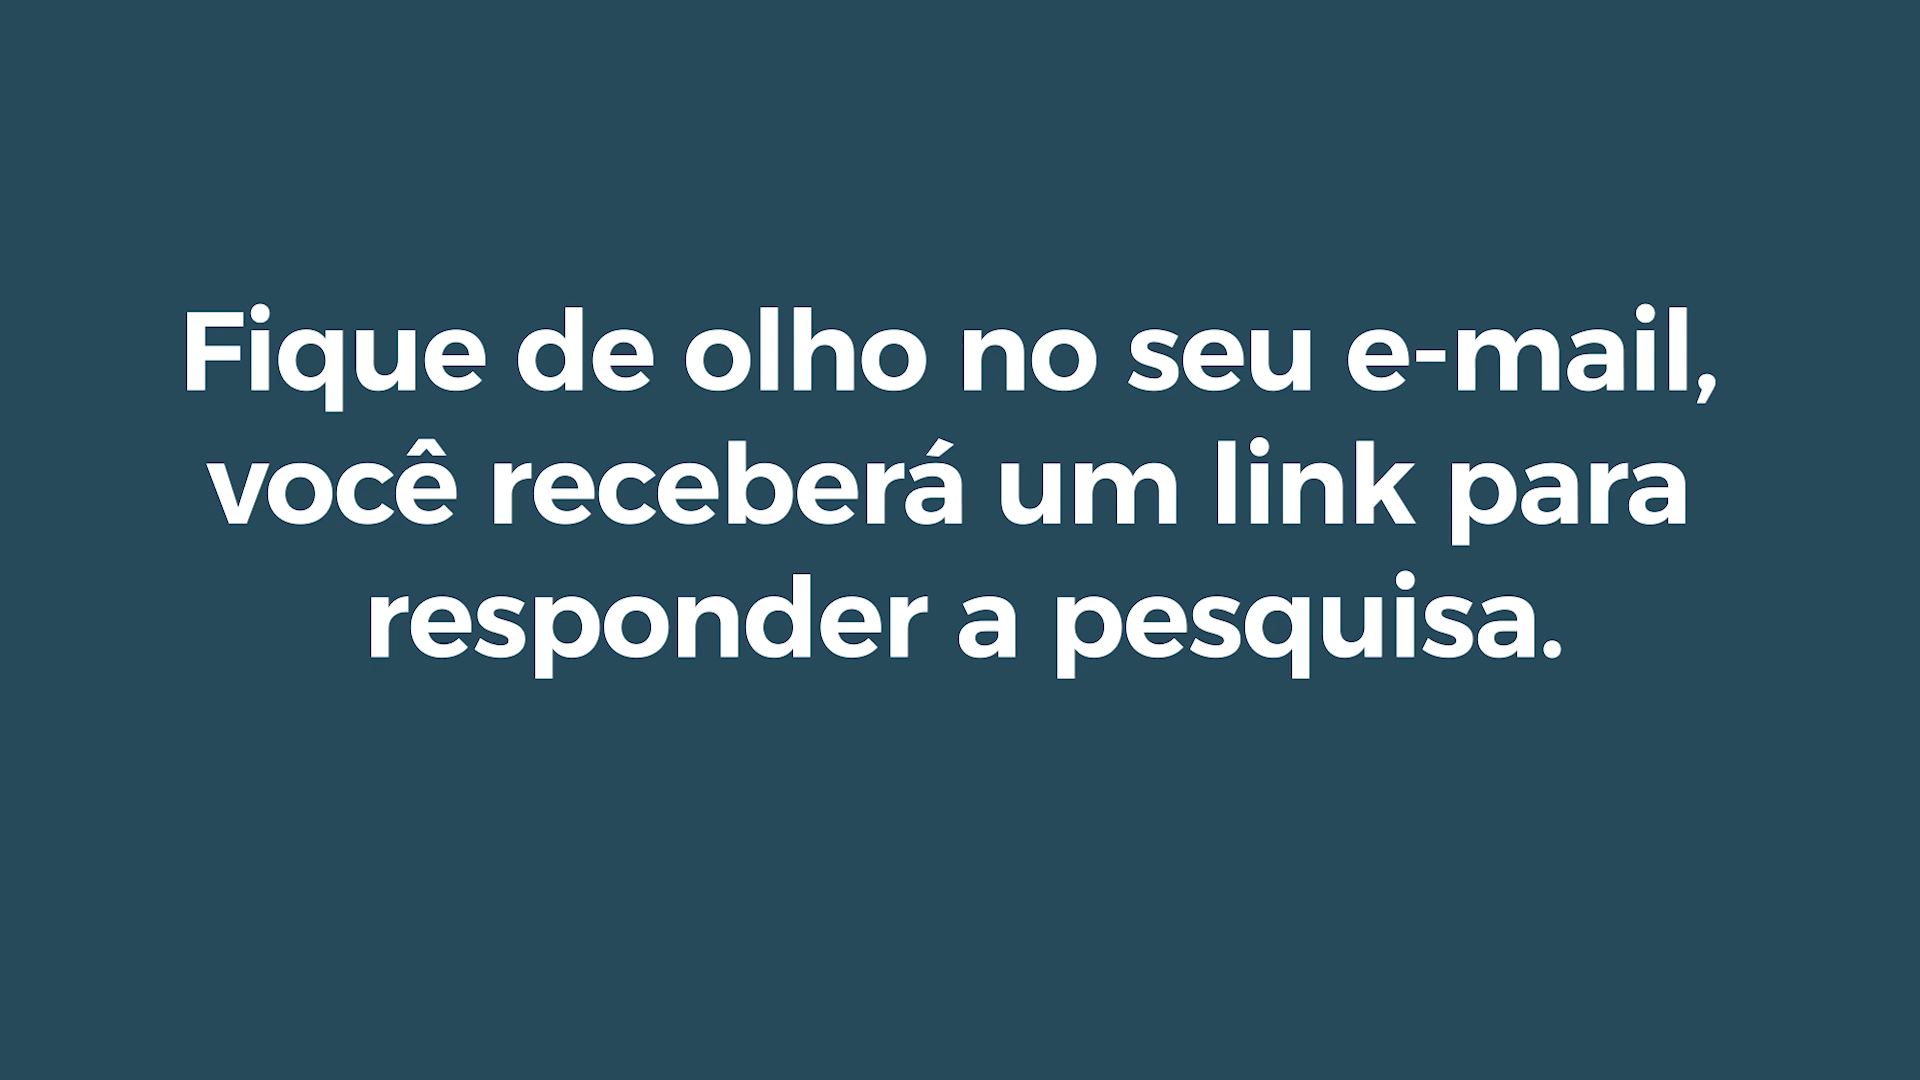 Fique de olho no seu e-mail,
você receberá um link para
responder a pesquisa.